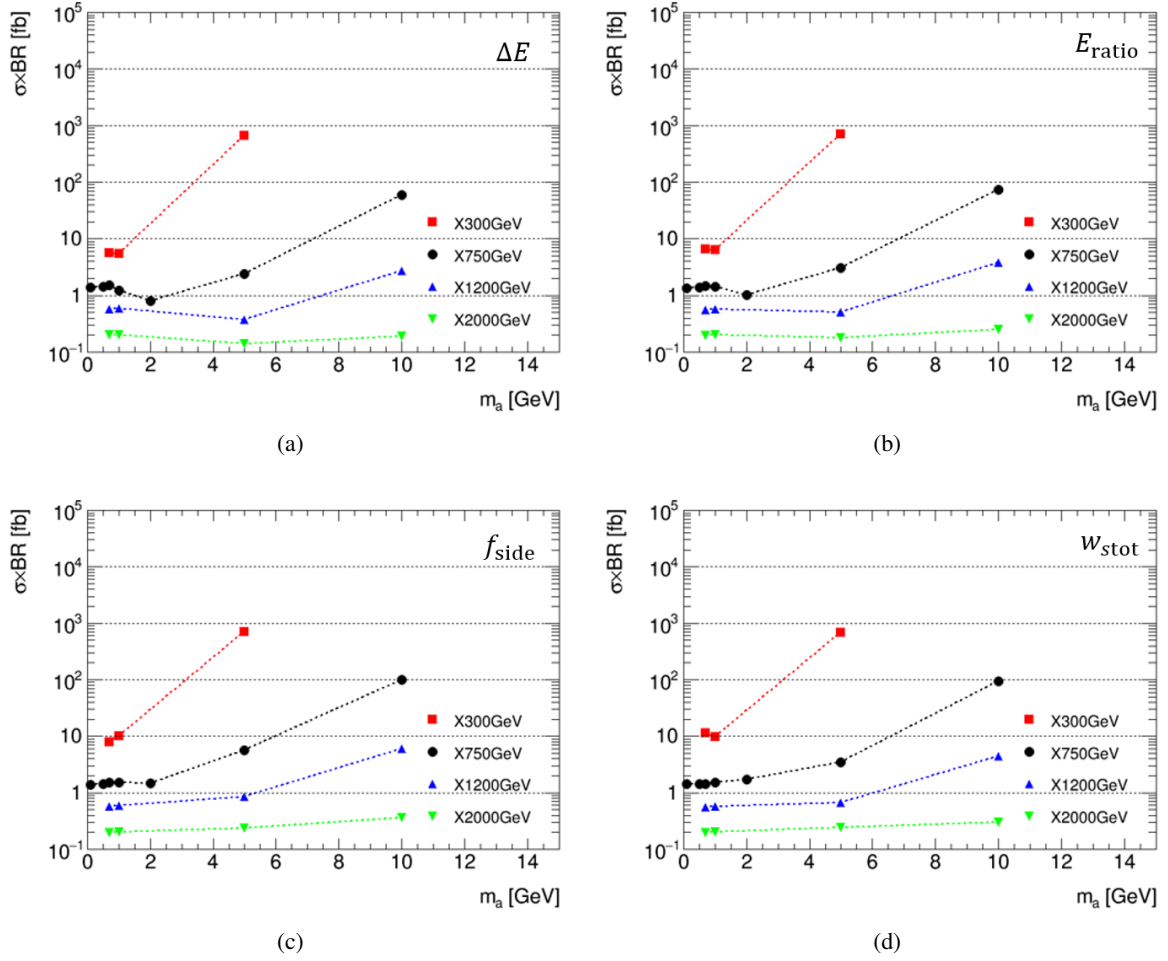 σ×BR [fb]
10⁵
10⁴
10³
10²
10
1
10⁻¹
ΔE
X300GeV
X750GeV
X1200GeV
X2000GeV
0 2 4 6 8 10 12 14
mₐ [GeV]
(a)
σ×BR [fb]
10⁵
10⁴
10³
10²
10
1
10⁻¹
E_ratio
X300GeV
X750GeV
X1200GeV
X2000GeV
0 2 4 6 8 10 12 14
mₐ [GeV]
(b)
σ×BR [fb]
10⁵
10⁴
10³
10²
10
1
10⁻¹
f_side
X300GeV
X750GeV
X1200GeV
X2000GeV
0 2 4 6 8 10 12 14
mₐ [GeV]
(c)
σ×BR [fb]
10⁵
10⁴
10³
10²
10
1
10⁻¹
w_stot
X300GeV
X750GeV
X1200GeV
X2000GeV
0 2 4 6 8 10 12 14
mₐ [GeV]
(d)